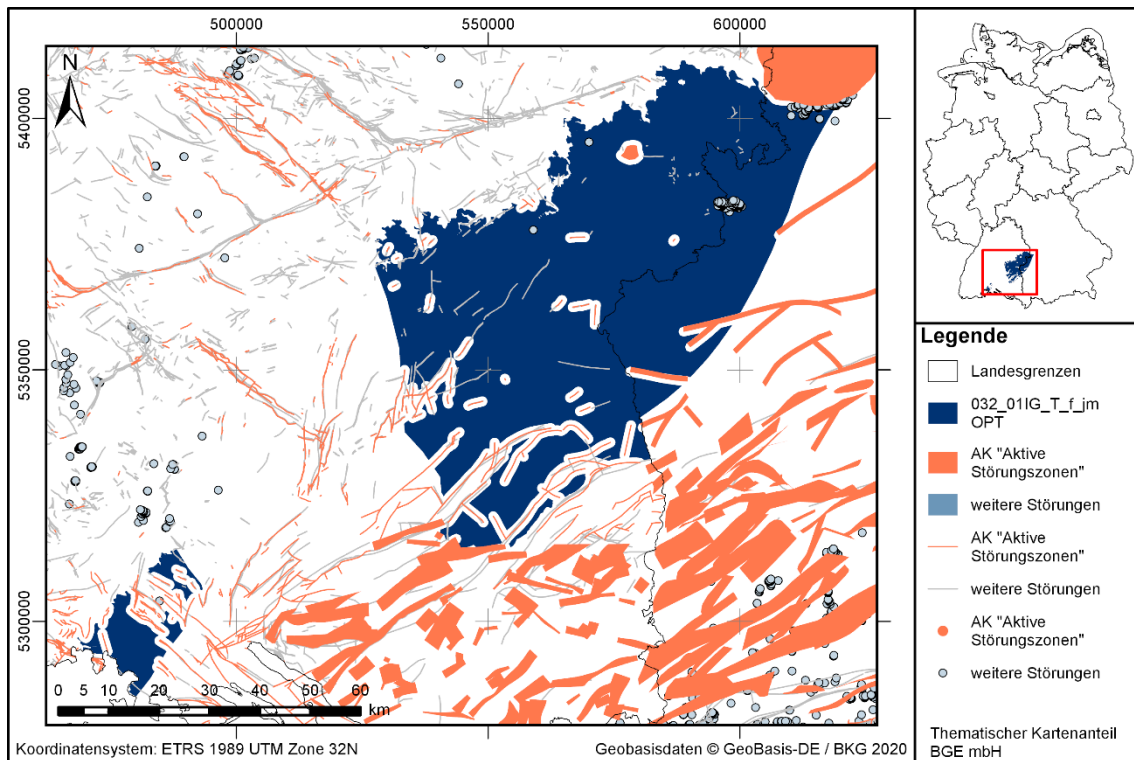 500000
550000
600000
N
5400000
5350000
5300000
0 5 10 20 30 40 50 60
km
Koordinatensystem: ETRS 1989 UTM Zone 32N
Geobasisdaten © GeoBasis-DE / BKG 2020
Legende
Landesgrenzen
032_01IG_T_f_jm
OPT
AK "Aktive
Störungszonen"
weitere Störungen
AK "Aktive
Störungszonen"
weitere Störungen
AK "Aktive
Störungszonen"
weitere Störungen
Thematischer Kartenanteil
BGE mbH